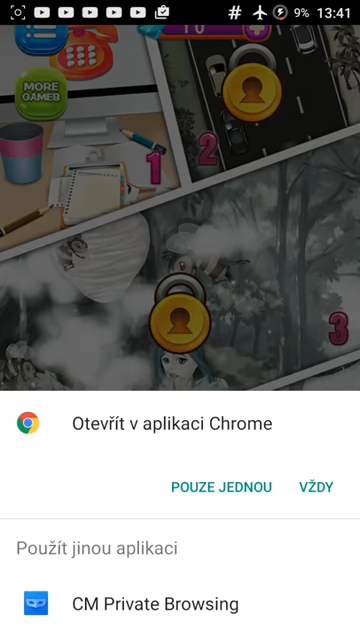 # 9% 13:41
10
MORE
GAMES
1
2
3
Otevřít v aplikaci Chrome
POUZE JEDNOU VŽDY
Použít jinou aplikaci
CM Private Browsing